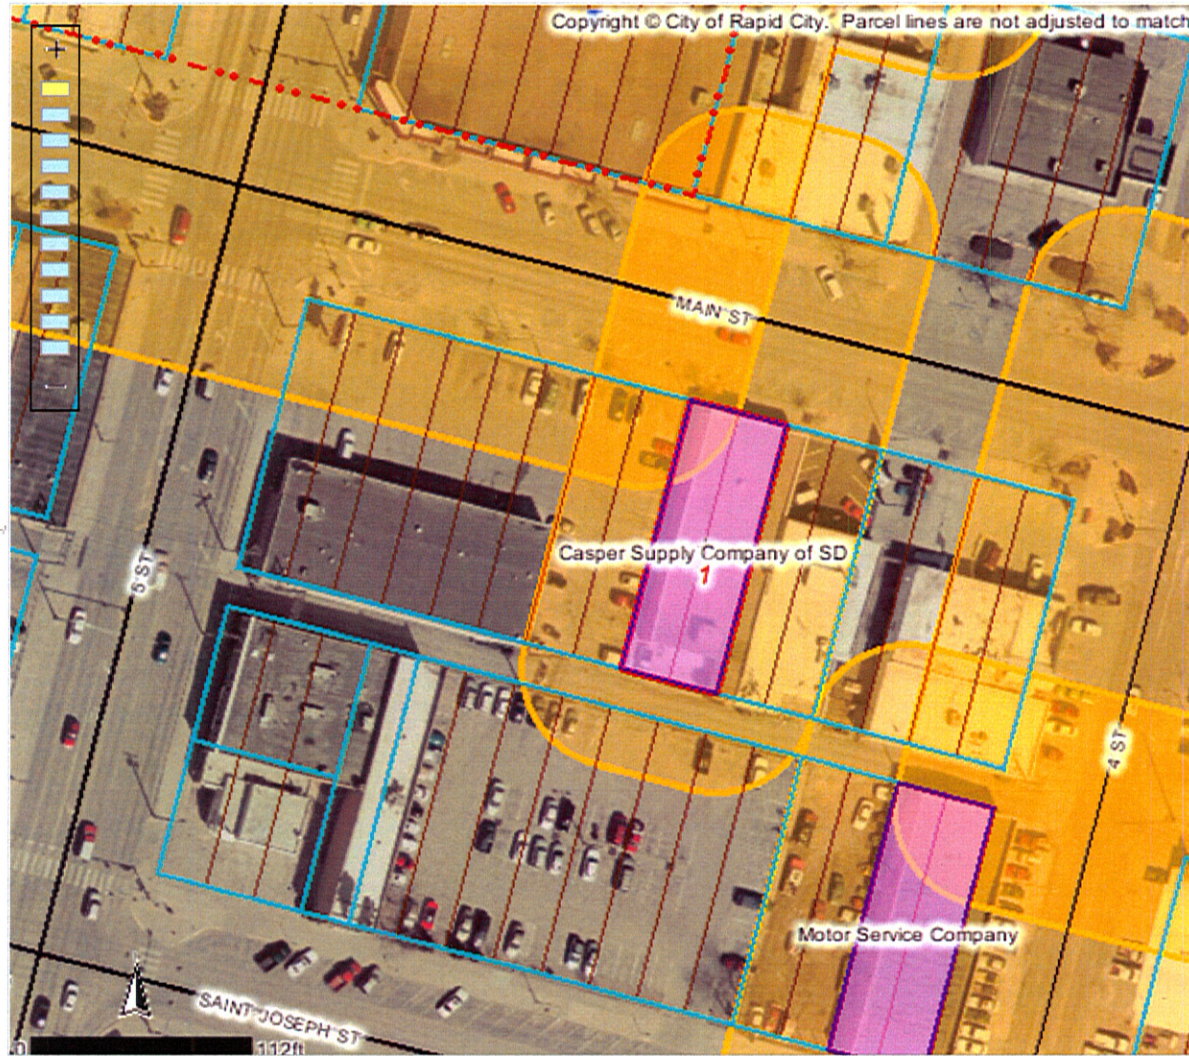 Copyright © City of Rapid City. Parcel lines are not adjusted to match
MAIN ST
Casper Supply Company of SD
1
5 ST
4 ST
Motor Service Company
SAINT JOSEPH ST
0 112ft